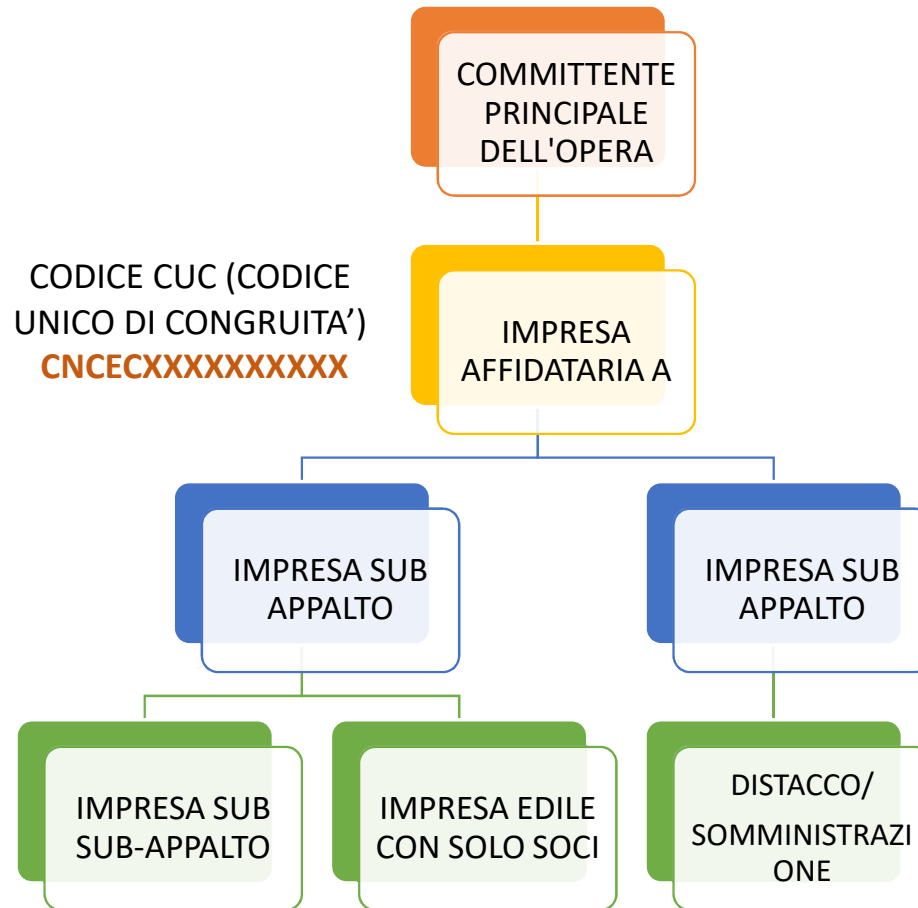 COMMITTENTE
PRINCIPALE
DELL'OPERA
CODICE CUC (CODICE
UNICO DI CONGRUITA’)
CNCECXXXXXXXXXX
IMPRESA
AFFIDATARIA A
IMPRESA SUB
APPALTO
IMPRESA SUB
APPALTO
IMPRESA SUB
SUB-APPALTO
IMPRESA EDILE
CON SOLO SOCI
DISTACCO/
SOMMINISTRAZI
ONE